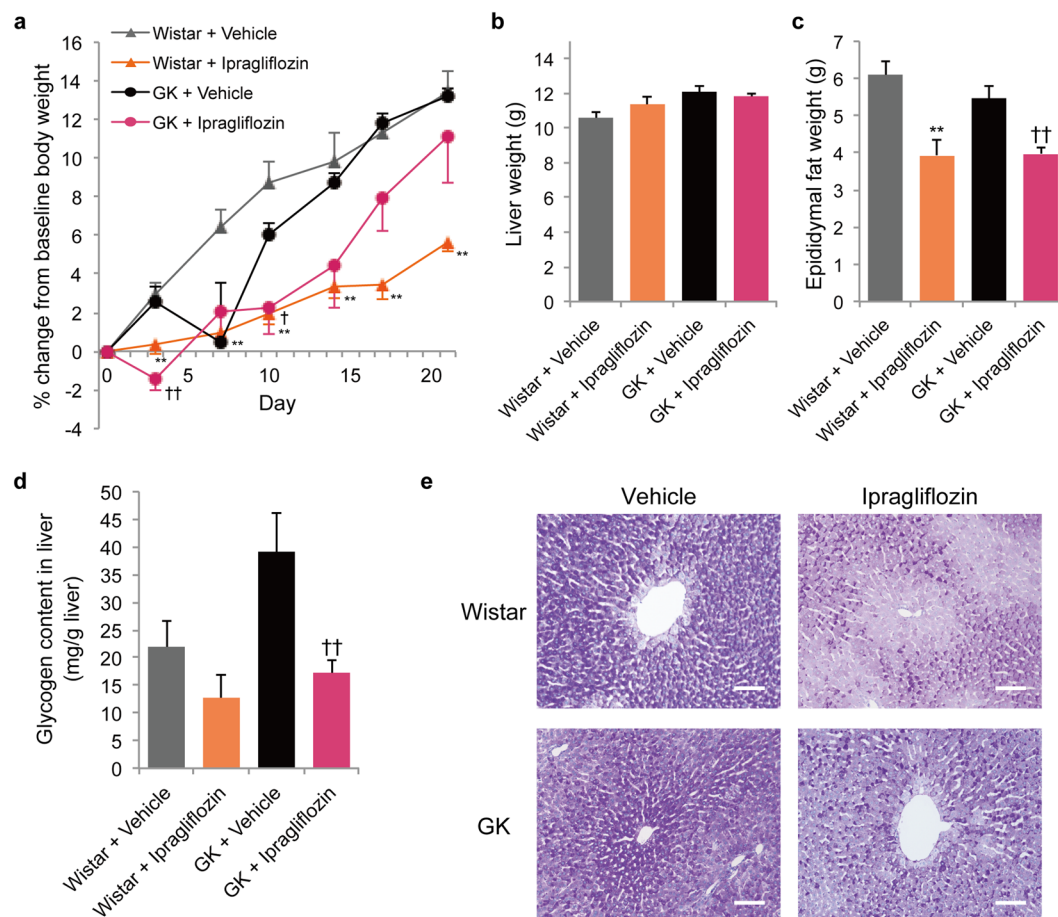 a
Wistar + Vehicle
Wistar + Ipragliflozin
GK + Vehicle
GK + Ipragliflozin
% change from baseline body weight
16
14
12
10
8
6
4
2
0
-2
-4
0
5
10
15
20
Day
**
††
**
†
**
**
**
**
b
Liver weight (g)
14
12
10
8
6
4
2
0
Wistar + Vehicle
Wistar + Ipragliflozin
GK + Vehicle
GK + Ipragliflozin
c
Epididymal fat weight (g)
7
6
5
4
3
2
1
0
**
††
Wistar + Vehicle
Wistar + Ipragliflozin
GK + Vehicle
GK + Ipragliflozin
d
Glycogen content in liver
(mg/g liver)
50
45
40
35
30
25
20
15
10
5
0
††
Wistar + Vehicle
Wistar + Ipragliflozin
GK + Vehicle
GK + Ipragliflozin
e
Vehicle
Ipragliflozin
Wistar
GK